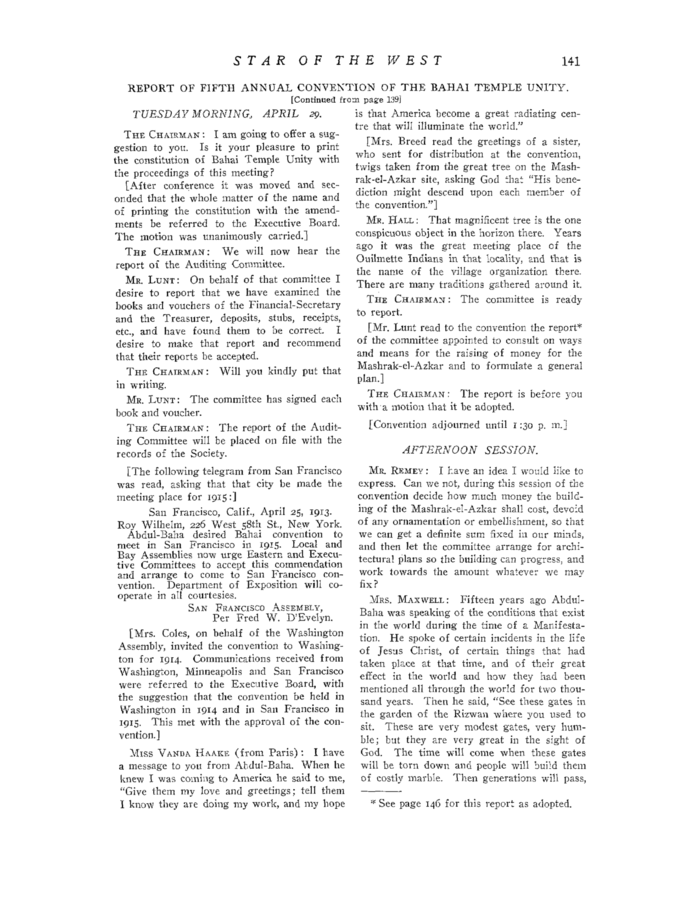 STAR OF THE WEST 141
REPORT OF FIFTH ANNUAL CONVENTION OF THE BAHAI TEMPLE UNITY.
[Continued from page 139]
TUESDAY MORNING, APRIL 29.
THE CHAIRMAN: I am going to offer a sug-
gestion to you. Is it your pleasure to print
the constitution of Bahai Temple Unity with
the proceedings of this meeting?
[After conference it was moved and sec-
onded that the whole matter of the name and
of printing the constitution with the amend-
ments be referred to the Executive Board.
The motion was unanimously carried.]
THE CHAIRMAN: We will now hear the
report of the Auditing Committee.
MR. LUNT: On behalf of that committee I
desire to report that we have examined the
books and vouchers of the Financial-Secretary
and the Treasurer, deposits, stubs, receipts,
etc., and have found them to be correct. I
desire to make that report and recommend
that their reports be accepted.
THE CHAIRMAN: Will you kindly put that
in writing.
MR. LUNT: The committee has signed each
book and voucher.
THE CHAIRMAN: The report of the Audit-
ing Committee will be placed on file with the
records of the Society.
[The following telegram from San Francisco
was read, asking that that city be made the
meeting place for 1915:]
San Francisco, Calif., April 25, 1913.
Roy Wilhelm, 226 West 58th St., New York.
Abdul-Baha desired Bahai convention to
meet in San Francisco in 1915. Local and
Bay Assemblies now urge Eastern and Execu-
tive Committees to accept this commendation
and arrange to come to San Francisco con-
vention. Department of Exposition will co-
operate in all courtesies.
SAN FRANCISCO ASSEMBLY,
Per Fred W. D'Evelyn.
[Mrs. Coles, on behalf of the Washington
Assembly, invited the convention to Washing-
ton for 1914. Communications received from
Washington, Minneapolis and San Francisco
were referred to the Executive Board, with
the suggestion that the convention be held in
Washington in 1914 and in San Francisco in
1915. This met with the approval of the con-
vention.]
MISS VANDA HAAKE (from Paris): I have
a message to you from Abdul-Baha. When he
knew I was coming to America he said to me,
"Give them my love and greetings; tell them
I know they are doing my work, and my hope
is that America become a great radiating cen-
tre that will illuminate the world."
[Mrs. Breed read the greetings of a sister,
who sent for distribution at the convention,
twigs taken from the great tree on the Mash-
rak-el-Azkar site, asking God that "His bene-
diction might descend upon each member of
the convention."]
MR. HALL: That magnificent tree is the one
conspicuous object in the horizon there. Years
ago it was the great meeting place of the
Ouilmette Indians in that locality, and that is
the name of the village organization there.
There are many traditions gathered around it.
THE CHAIRMAN: The committee is ready
to report.
[Mr. Lunt read to the convention the report*
of the committee appointed to consult on ways
and means for the raising of money for the
Mashrak-el-Azkar and to formulate a general
plan.]
THE CHAIRMAN: The report is before you
with a motion that it be adopted.
[Convention adjourned until 1:30 p. m.]
AFTERNOON SESSION.
MR. REMEY: I have an idea I would like to
express. Can we not, during this session of the
convention decide how much money the build-
ing of the Mashrak-el-Azkar shall cost, devoid
of any ornamentation or embellishment, so that
we can get a definite sum fixed in our minds,
and then let the committee arrange for archi-
tectural plans so the building can progress, and
work towards the amount whatever we may
fix?
MRS. MAXWELL: Fifteen years ago Abdul-
Baha was speaking of the conditions that exist
in the world during the time of a Manifesta-
tion. He spoke of certain incidents in the life
of Jesus Christ, of certain things that had
taken place at that time, and of their great
effect in the world and how they had been
mentioned all through the world for two thou-
sand years. Then he said, "See these gates in
the garden of the Rizwan where you used to
sit. These are very modest gates, very hum-
ble; but they are very great in the sight of
God. The time will come when these gates
will be torn down and people will build them
of costly marble. Then generations will pass,
* See page 146 for this report as adopted.